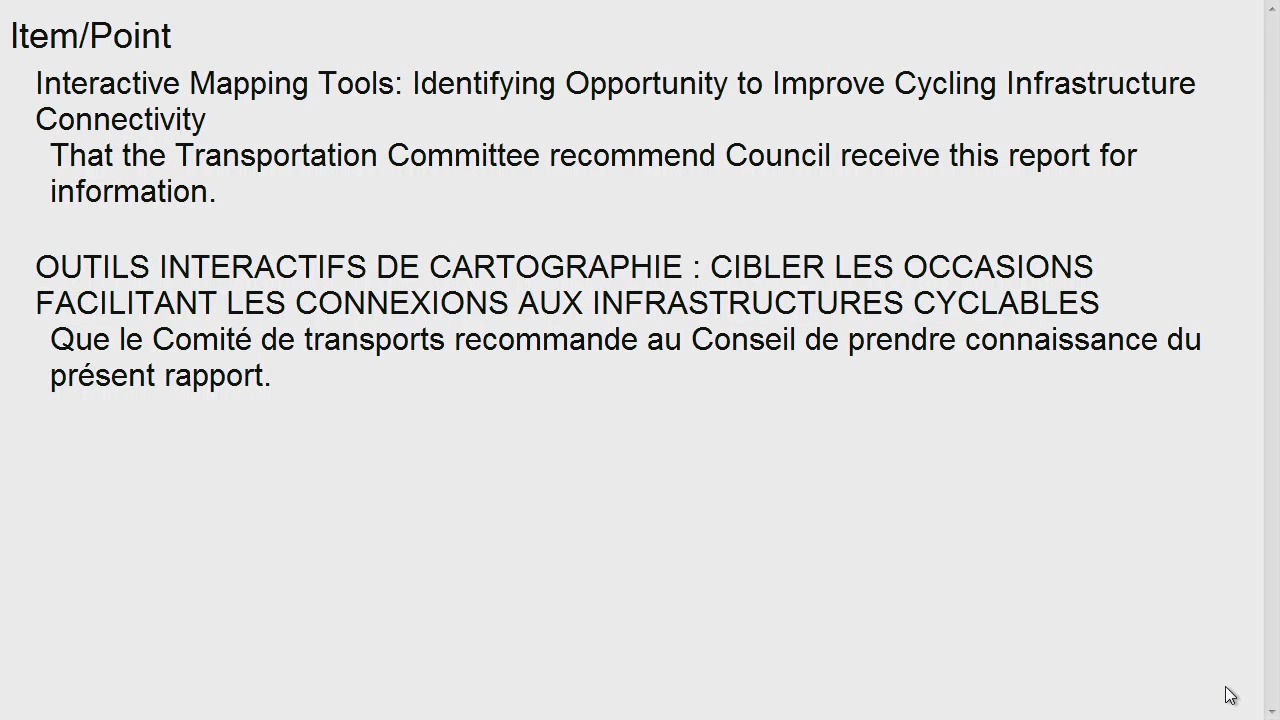 Item/Point
Interactive Mapping Tools: Identifying Opportunity to Improve Cycling Infrastructure
Connectivity
That the Transportation Committee recommend Council receive this report for
information.
OUTILS INTERACTIFS DE CARTOGRAPHIE : CIBLER LES OCCASIONS
FACILITANT LES CONNEXIONS AUX INFRASTRUCTURES CYCLABLES
Que le Comité de transports recommande au Conseil de prendre connaissance du
présent rapport.